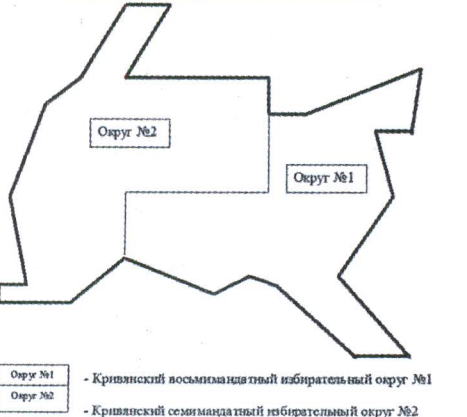 Округ №2
Округ №1
Округ №1 - Кривянский восьмимандатный избирательный округ №1
Округ №2 - Кривянский семимандатный избирательный округ №2